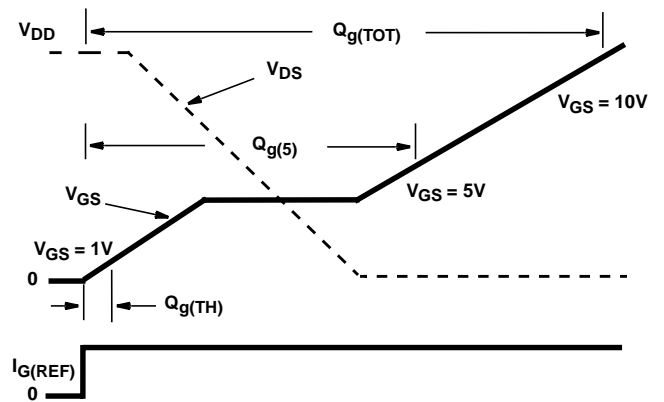 V_DD
Q_g(TOT)
V_DS
V_GS = 10V
Q_g(5)
V_GS = 5V
V_GS
V_GS = 1V
0
Q_g(TH)
I_G(REF)
0